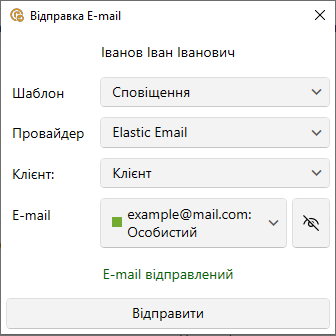 Відправка E-mail
Іванов Іван Іванович
Шаблон
Сповіщення
Провайдер
Elastic Email
Клієнт:
Клієнт
E-mail
example@mail.com:
Особистий
E-mail відправлений
Відправити